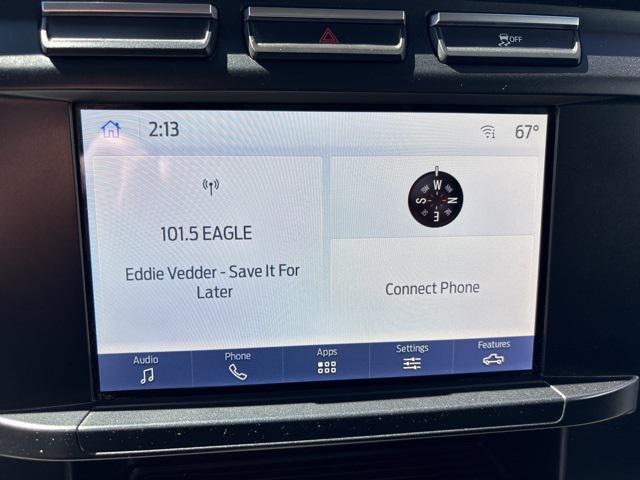 OFF
2:13
67°
101.5 EAGLE
Eddie Vedder - Save It For
Later
W
S N
E
Connect Phone
Audio
Phone
Apps
Settings
Features